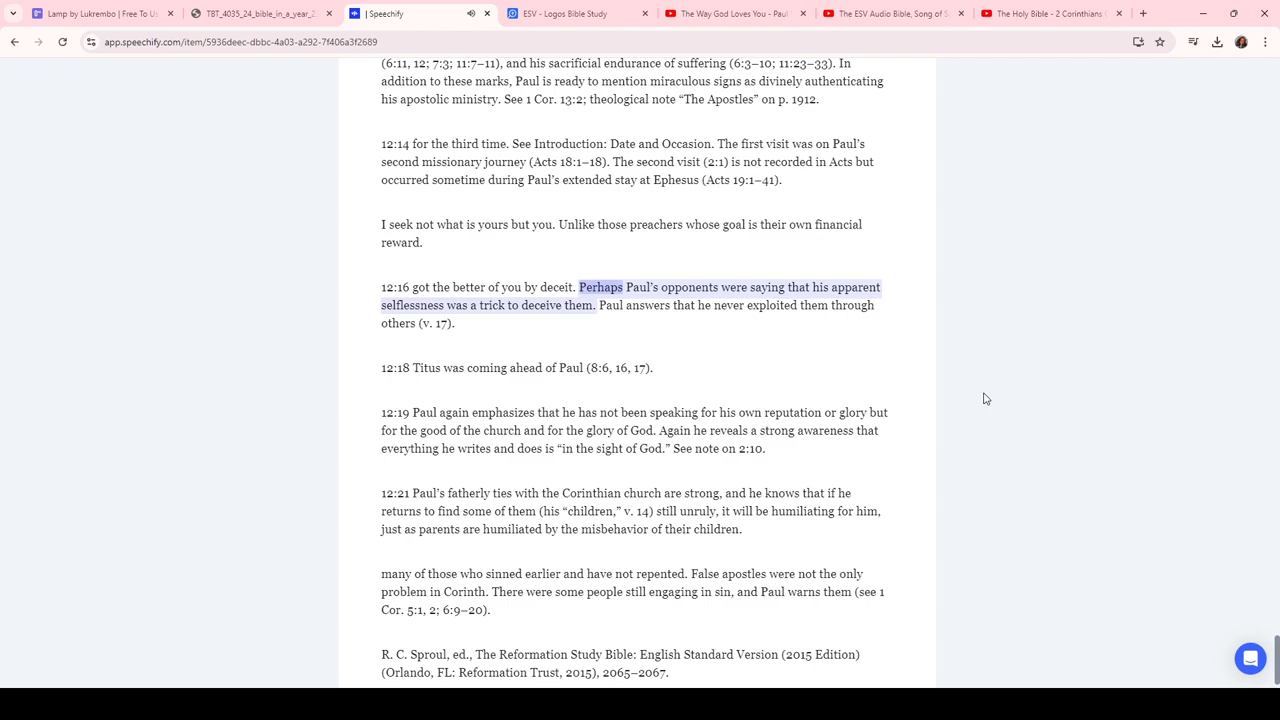 Lamp by Lukrembo | Free To Us
TBT_4035_24_bible_in_a_year_2
| Speechify
ESV - Logos Bible Study
The Way God Loves You - Paul
The ESV Audio Bible, Song of S
The Holy Bible - 2 Corinthians
app.speechify.com/item/5936deec-dbbc-4a03-a292-7f406a3f2689
(6:11, 12; 7:3; 11:7–11), and his sacrificial endurance of suffering (6:3–10; 11:23–33). In
addition to these marks, Paul is ready to mention miraculous signs as divinely authenticating
his apostolic ministry. See 1 Cor. 13:2; theological note “The Apostles” on p. 1912.
12:14 for the third time. See Introduction: Date and Occasion. The first visit was on Paul’s
second missionary journey (Acts 18:1–18). The second visit (2:1) is not recorded in Acts but
occurred sometime during Paul’s extended stay at Ephesus (Acts 19:1–41).
I seek not what is yours but you. Unlike those preachers whose goal is their own financial
reward.
12:16 got the better of you by deceit. Perhaps Paul’s opponents were saying that his apparent
selflessness was a trick to deceive them. Paul answers that he never exploited them through
others (v. 17).
12:18 Titus was coming ahead of Paul (8:6, 16, 17).
12:19 Paul again emphasizes that he has not been speaking for his own reputation or glory but
for the good of the church and for the glory of God. Again he reveals a strong awareness that
everything he writes and does is “in the sight of God.” See note on 2:10.
12:21 Paul’s fatherly ties with the Corinthian church are strong, and he knows that if he
returns to find some of them (his “children,” v. 14) still unruly, it will be humiliating for him,
just as parents are humiliated by the misbehavior of their children.
many of those who sinned earlier and have not repented. False apostles were not the only
problem in Corinth. There were some people still engaging in sin, and Paul warns them (see 1
Cor. 5:1, 2; 6:9–20).
R. C. Sproul, ed., The Reformation Study Bible: English Standard Version (2015 Edition)
(Orlando, FL: Reformation Trust, 2015), 2065–2067.